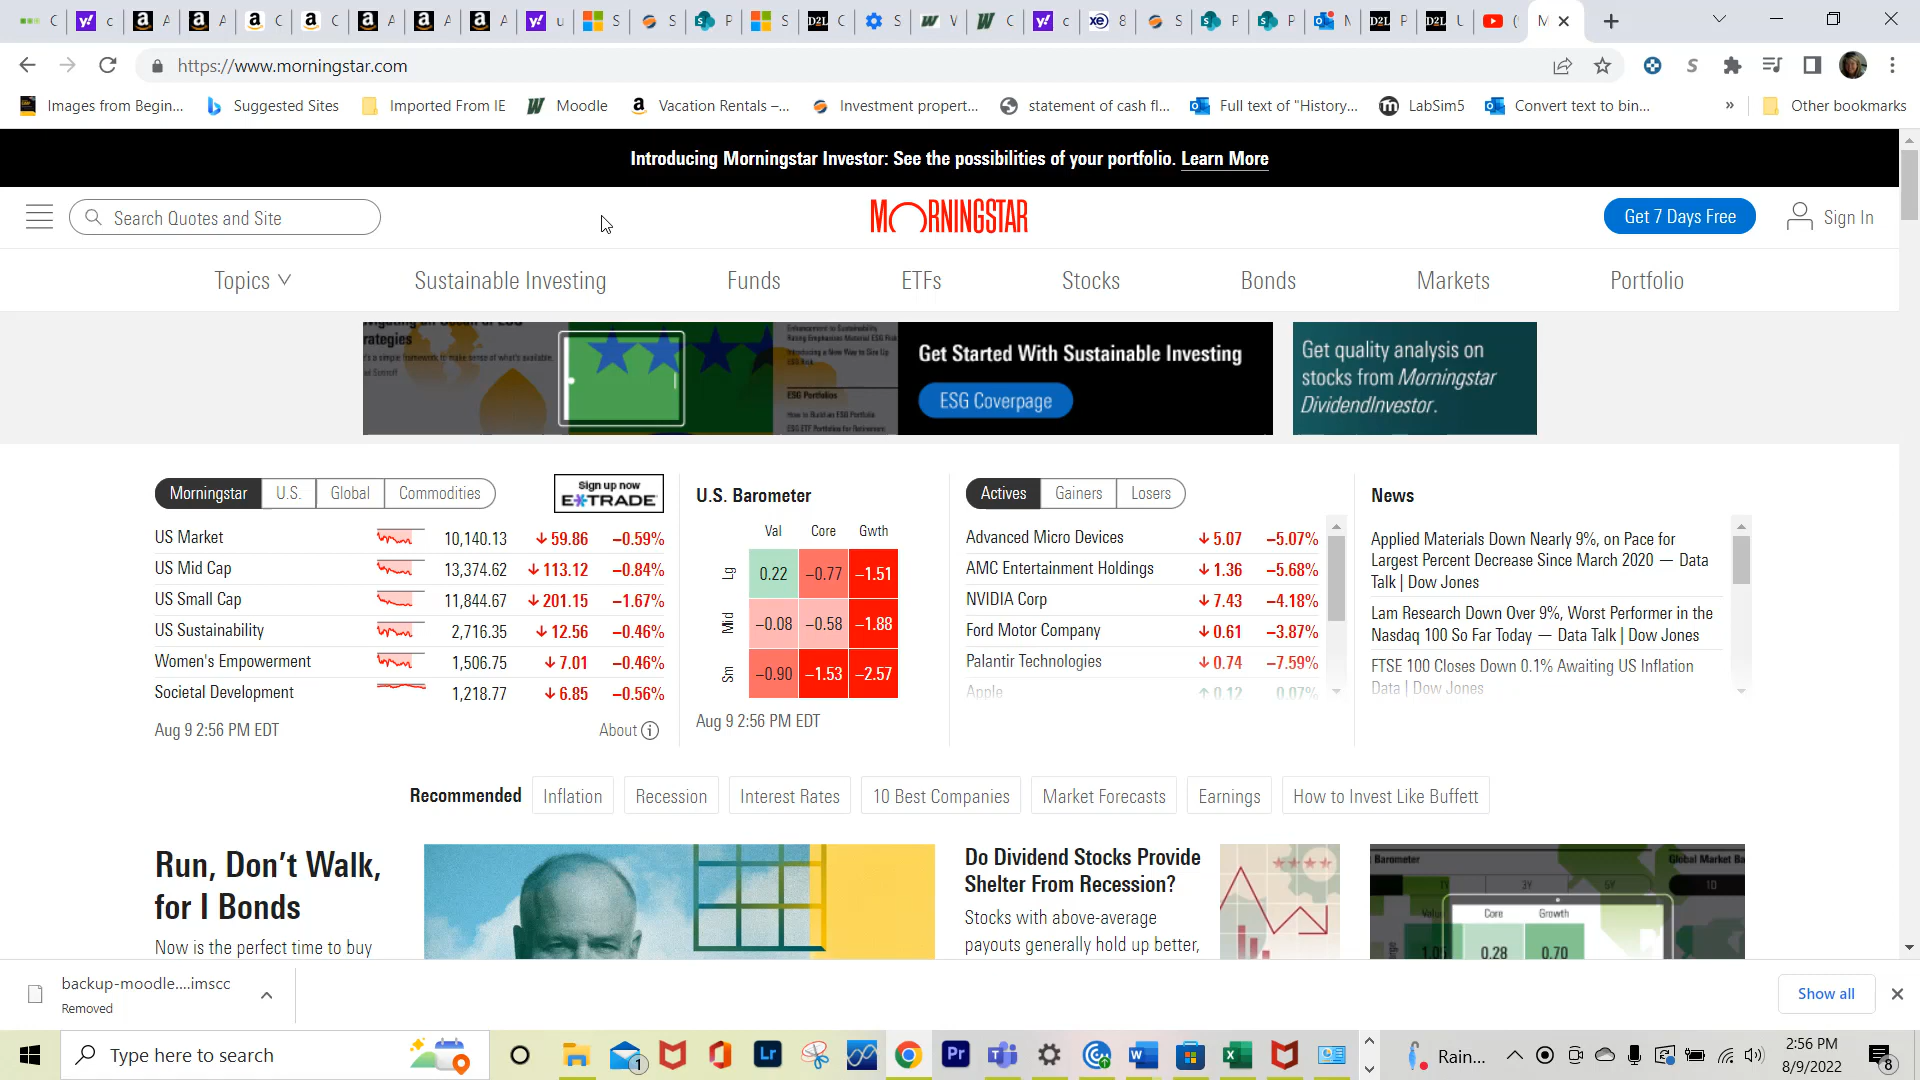 https://www.morningstar.com
Images from Begin... Suggested Sites Imported From IE Moodle Vacation Rentals –... Investment propert... statement of cash fl... Full text of "History... LabSim5 Convert text to bin... » Other bookmarks
Introducing Morningstar Investor: See the possibilities of your portfolio. Learn More
Search Quotes and Site
MORNINGSTAR
Get 7 Days Free
Sign In
Topics Sustainable Investing Funds ETFs Stocks Bonds Markets Portfolio
Get Started With Sustainable Investing
ESG Coverpage
Get quality analysis on
stocks from Morningstar
DividendInvestor.
Morningstar U.S. Global Commodities
Sign up now
E*TRADE
US Market 10,140.13 ↓ 59.86 –0.59%
US Mid Cap 13,374.62 ↓ 113.12 –0.84%
US Small Cap 11,844.67 ↓ 201.15 –1.67%
US Sustainability 2,716.35 ↓ 12.56 –0.46%
Women's Empowerment 1,506.75 ↓ 7.01 –0.46%
Societal Development 1,218.77 ↓ 6.85 –0.56%
Aug 9 2:56 PM EDT About
U.S. Barometer
Val Core Gwth
Lg 0.22 –0.77 –1.51
Mid –0.08 –0.58 –1.88
Sm –0.90 –1.53 –2.57
Aug 9 2:56 PM EDT
Actives Gainers Losers
Advanced Micro Devices ↓ 5.07 –5.07%
AMC Entertainment Holdings ↓ 1.36 –5.68%
NVIDIA Corp ↓ 7.43 –4.18%
Ford Motor Company ↓ 0.61 –3.87%
Palantir Technologies ↓ 0.74 –7.59%
Apple ↑ 0.12 0.07%
News
Applied Materials Down Nearly 9%, on Pace for
Largest Percent Decrease Since March 2020 — Data
Talk | Dow Jones
Lam Research Down Over 9%, Worst Performer in the
Nasdaq 100 So Far Today — Data Talk | Dow Jones
FTSE 100 Closes Down 0.1% Awaiting US Inflation
Data | Dow Jones
Recommended Inflation Recession Interest Rates 10 Best Companies Market Forecasts Earnings How to Invest Like Buffett
Run, Don’t Walk,
for I Bonds
Now is the perfect time to buy
Do Dividend Stocks Provide
Shelter From Recession?
Stocks with above-average
payouts generally hold up better,
Barometer Global Market Ba
1Y 3Y 5Y 10
Core Growth
0.28 0.70
backup-moodle....imscc
Removed
Show all
Type here to search
Rain...
2:56 PM
8/9/2022
8